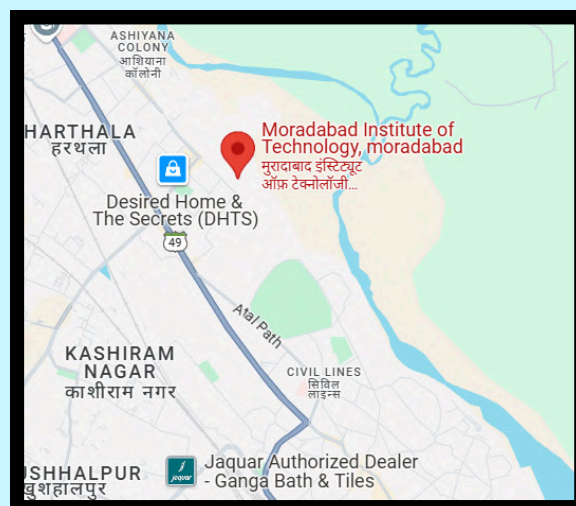 ASHIYANA
COLONY
आशियाना
कॉलोनी
HARTHALA
हरथला
Moradabad Institute of
Technology, moradabad
मुरादाबाद इंस्टिट्यूट
ऑफ़ टेक्नोलॉजी...
Desired Home &
The Secrets (DHTS)
49
Atal Path
KASHIRAM
NAGAR
काशीराम नगर
CIVIL LINES
सिविल
लाइन्स
USHHALPUR
खुशहालपुर
jaquar
Jaquar Authorized Dealer
- Ganga Bath & Tiles